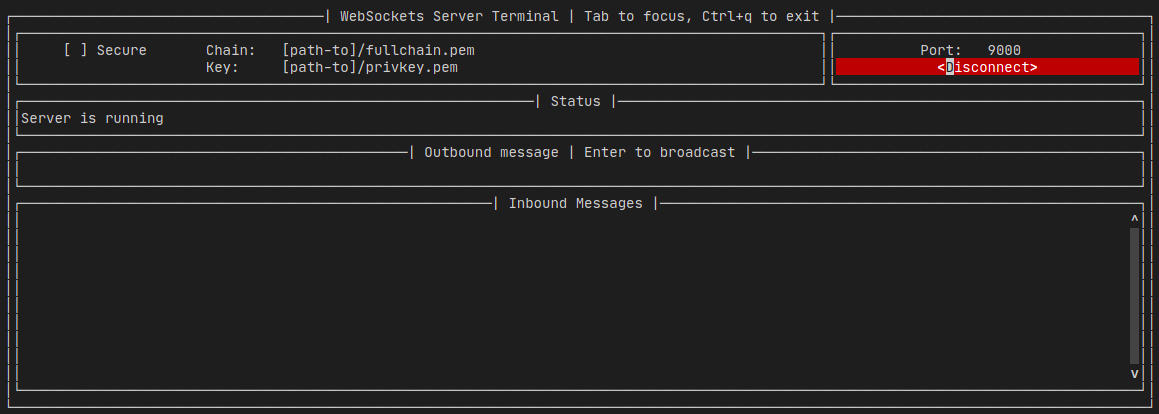 WebSockets Server Terminal | Tab to focus, Ctrl+q to exit
[ ] Secure Chain: [path-to]/fullchain.pem Port: 9000
Key: [path-to]/privkey.pem <Disconnect>
Status
Server is running
Outbound message | Enter to broadcast
Inbound Messages
^
v